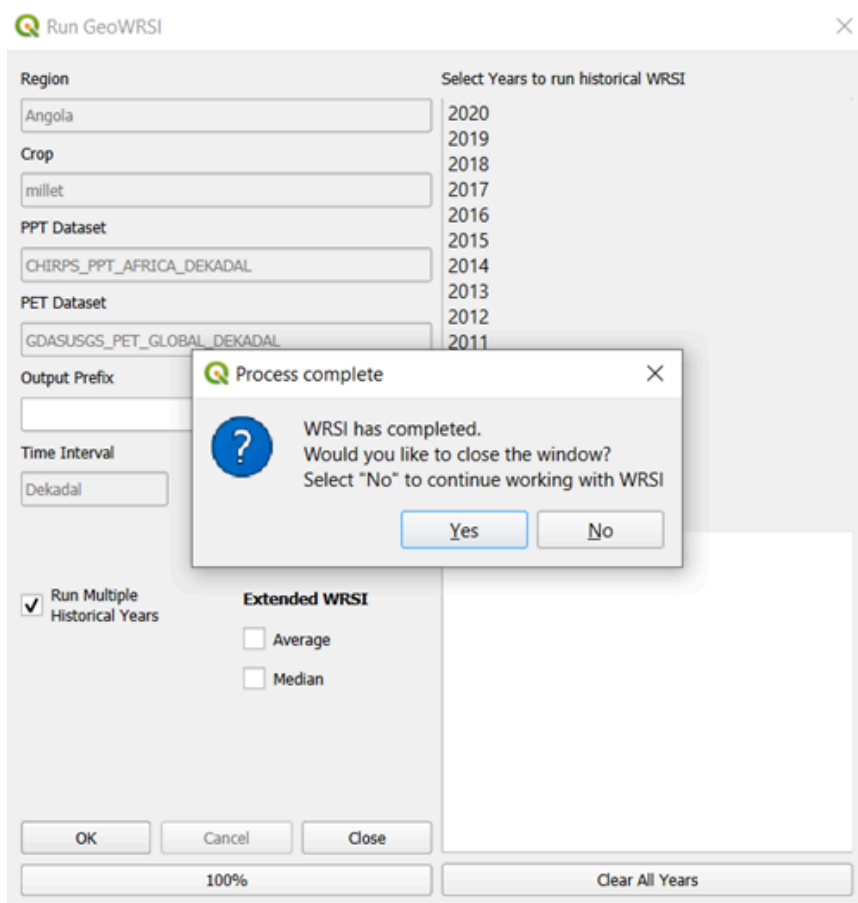 Run GeoWRSI
Region
Angola
Crop
millet
PPT Dataset
CHIRPS_PPT_AFRICA_DEKADAL
PET Dataset
GDASUSGS_PET_GLOBAL_DEKADAL
Output Prefix
Time Interval
Dekadal
Select Years to run historical WRSI
2020
2019
2018
2017
2016
2015
2014
2013
2012
2011
Process complete
?
WRSI has completed.
Would you like to close the window?
Select "No" to continue working with WRSI
Yes
No
Run Multiple
Historical Years
Extended WRSI
Average
Median
OK
Cancel
Close
100%
Clear All Years